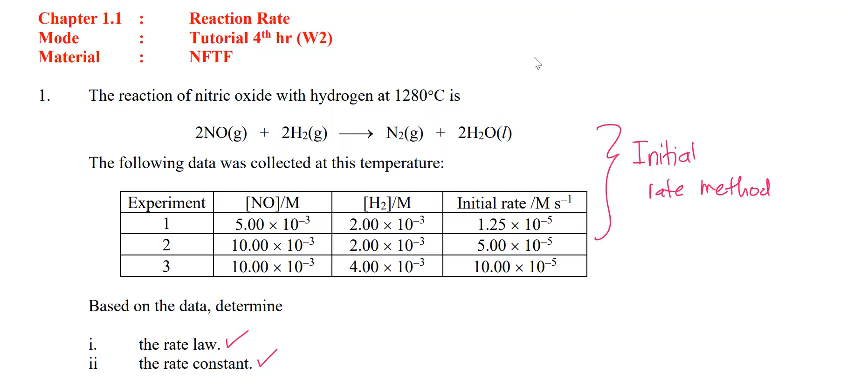 Chapter 1.1 : Reaction Rate
Mode : Tutorial 4th hr (W2)
Material : NFTF
1. The reaction of nitric oxide with hydrogen at 1280°C is
2NO(g) + 2H₂(g) ⟶ N₂(g) + 2H₂O(l)
The following data was collected at this temperature:
Initial
rate method
Experiment [NO]/M [H₂]/M Initial rate /M s⁻¹
1 5.00 × 10⁻³ 2.00 × 10⁻³ 1.25 × 10⁻⁵
2 10.00 × 10⁻³ 2.00 × 10⁻³ 5.00 × 10⁻⁵
3 10.00 × 10⁻³ 4.00 × 10⁻³ 10.00 × 10⁻⁵
Based on the data, determine
i. the rate law.
ii the rate constant.